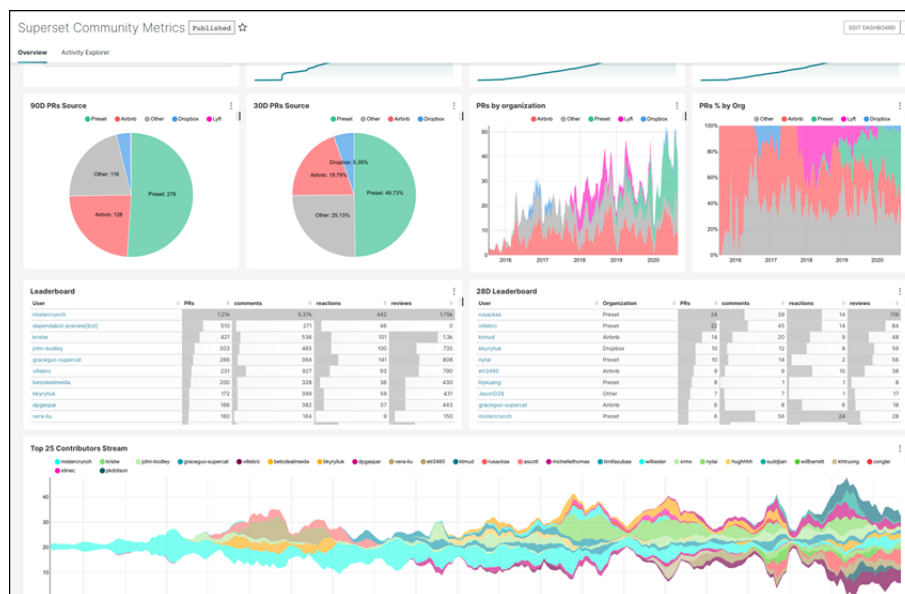 Superset Community Metrics Published
EDIT DASHBOARD
Overview Activity Explorer
90D PRs Source
Preset Airbnb Other Dropbox Lyft
Other: 116
Preset: 276
Airbnb: 128
30D PRs Source
Preset Other Airbnb Dropbox
Dropbox: 5.35%
Airbnb: 19.79%
Preset: 49.73%
Other: 25.13%
PRs by organization
Airbnb Other Preset Lyft Dropbox
50
40
30
20
10
0
2016 2017 2018 2019 2020
PRs % by Org
Other Airbnb Preset Lyft Dropbox
100%
80%
60%
40%
20%
0%
2016 2017 2018 2019 2020
Leaderboard
User PRs comments reactions reviews
mistercrunch 1.21k 5.37k 442 1.75k
dependabot-preview[bot] 510 271 46 0
kristw 421 536 101 1.3k
john-bodley 303 465 100 735
graceguo-supercat 266 364 141 808
villebro 231 927 93 790
betodealmeida 200 328 36 430
bkyryliuk 172 399 59 431
dpgaspar 166 382 57 443
vera-liu 160 164 9 150
28D Leaderboard
User Organization PRs comments reactions reviews
rusackas Preset 24 39 14 119
villebro Preset 22 45 14 84
ktmud Airbnb 14 20 9 48
bkyryliuk Dropbox 10 12 8 59
nytai Preset 10 14 2 56
etr2460 Airbnb 9 9 10 38
lilykuang Preset 8 1 1 8
JasonD28 Other 7 7 1 17
graceguo-supercat Airbnb 6 8 6 18
mistercrunch Preset 6 56 24 28
Top 25 Contributors Stream
mistercrunch kristw john-bodley graceguo-supercat villebro betodealmeida bkyryliuk dpgaspar vera-liu etr2460 ktmud rusackas ascott michellethomas timifasubaa williaster xrmx nytai hughhhh suddjian willbarrett khtruong conglei
xtinec pkdotson
40
30
20
10